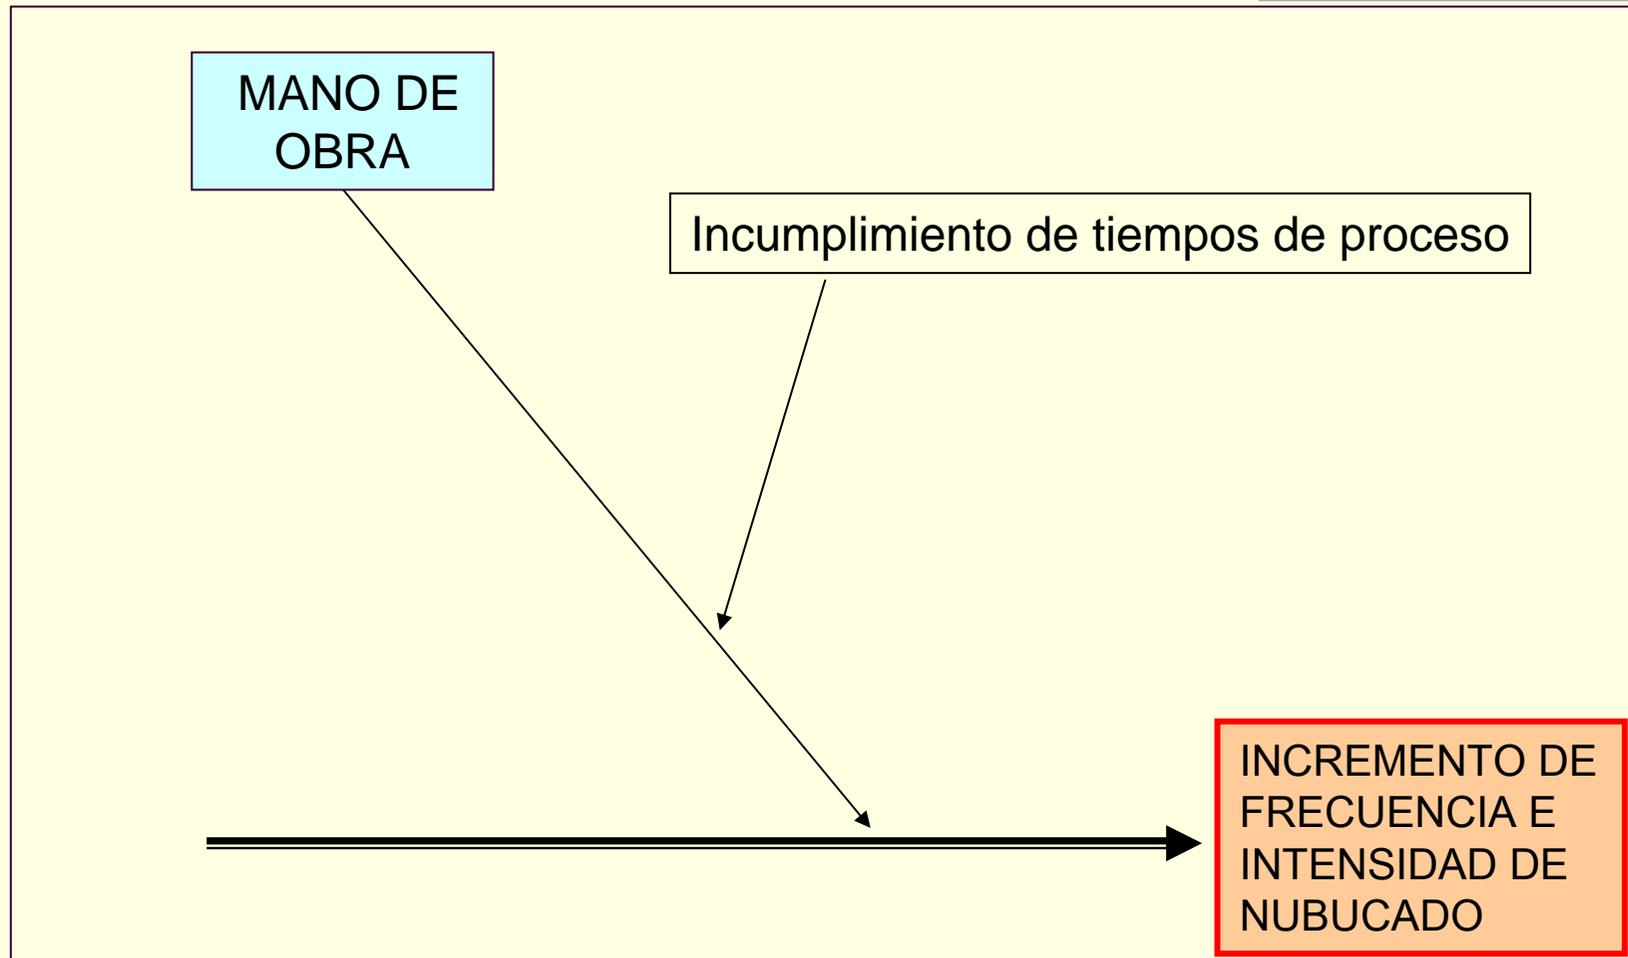 MANO DE
OBRA
Incumplimiento de tiempos de proceso
INCREMENTO DE
FRECUENCIA E
INTENSIDAD DE
NUBUCADO